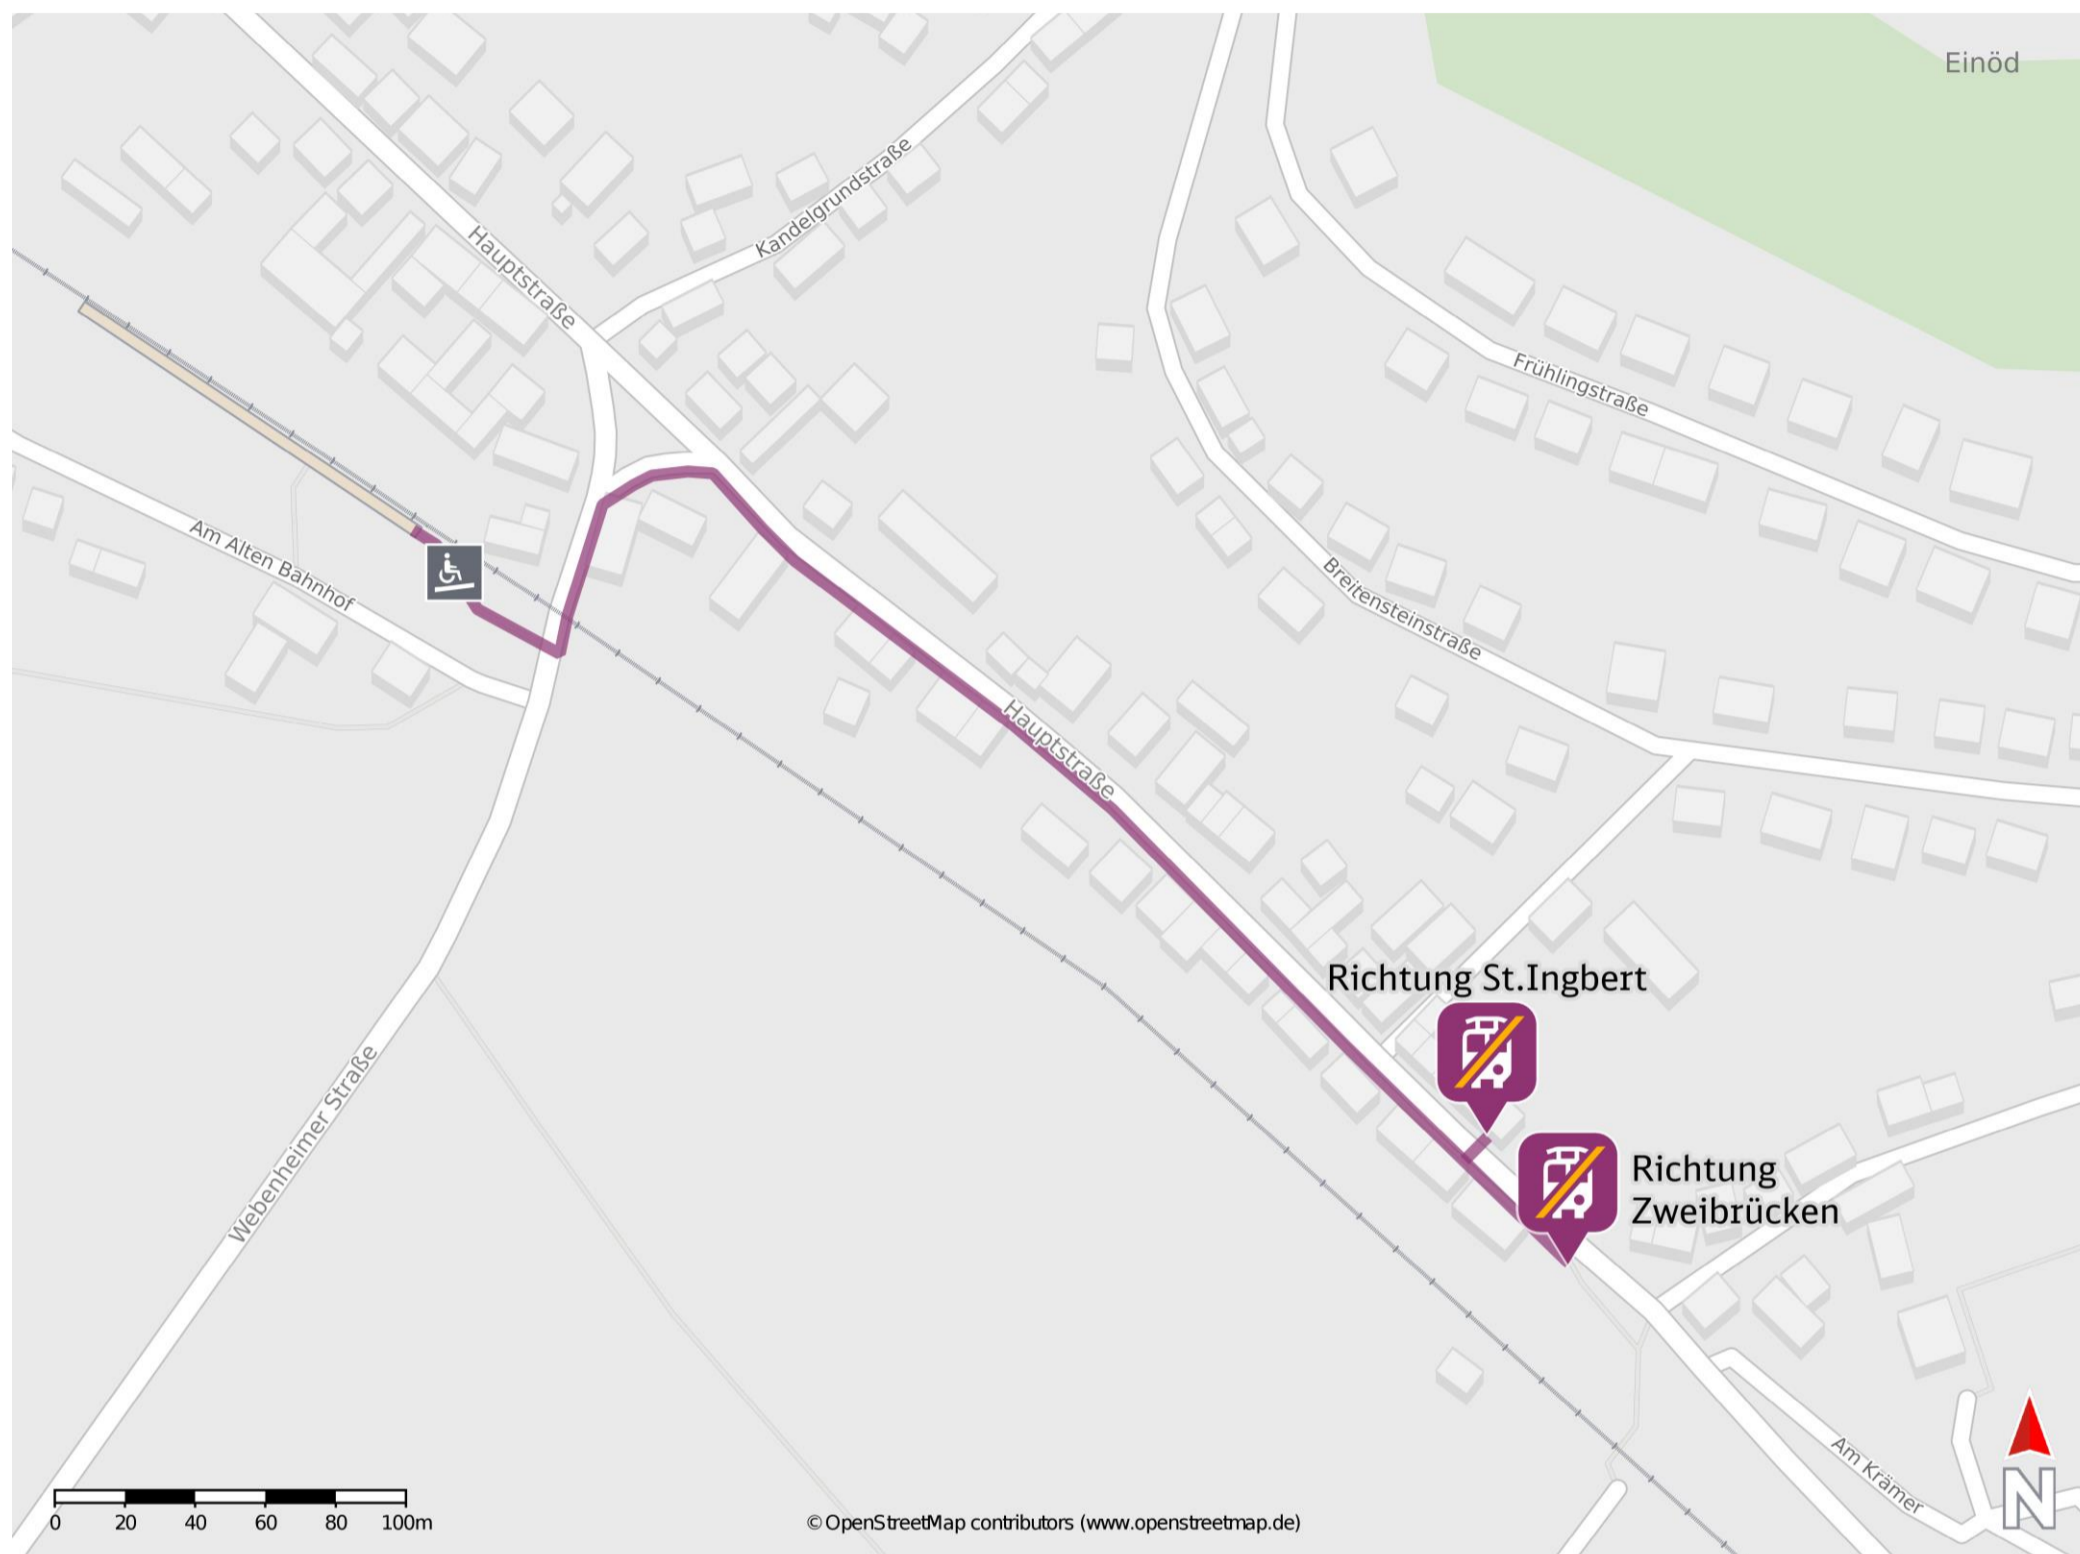 Einöd
Kandelgrundstraße
Hauptstraße
Frühlingstraße
Am Alten Bahnhof
Breitensteinstraße
Hauptstraße
Richtung St.Ingbert
Webenheimer Straße
Richtung
Zweibrücken
Am Krämer
N
0 20 40 60 80 100m
© OpenStreetMap contributors (www.openstreetmap.de)